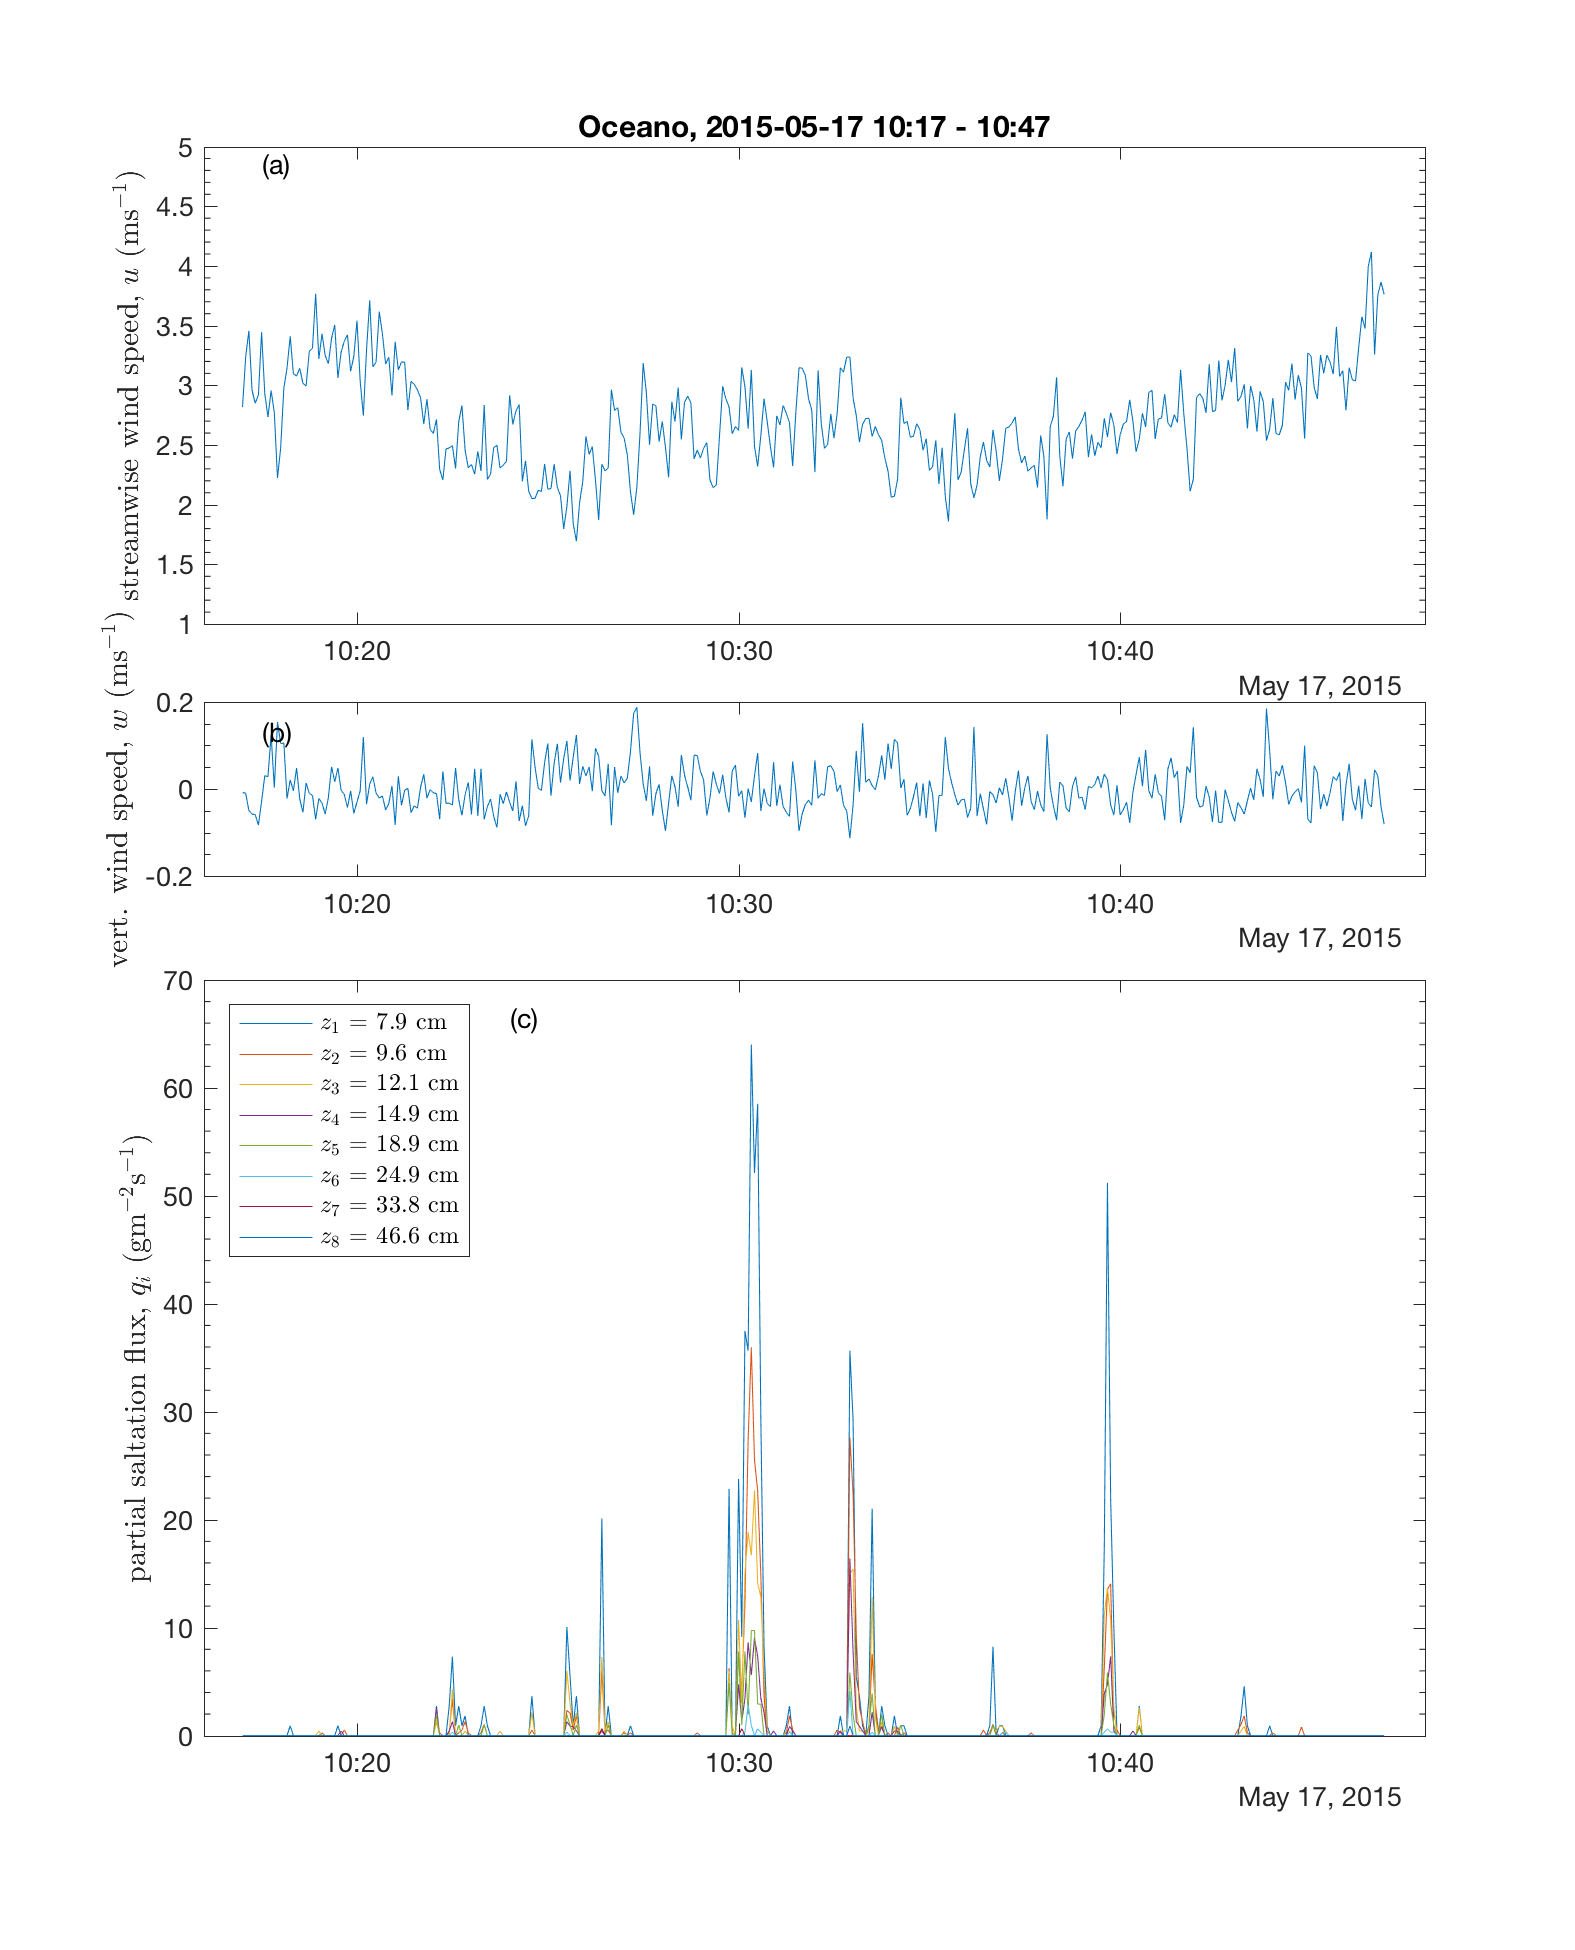 Oceano, 2015-05-17 10:17 - 10:47
(a)
streamwise wind speed, u (ms⁻¹)
5
4.5
4
3.5
3
2.5
2
1.5
1
10:20 10:30 10:40
May 17, 2015
(b)
vert. wind speed, w (ms⁻¹)
0.2
0
-0.2
10:20 10:30 10:40
May 17, 2015
(c)
partial saltation flux, qᵢ (gm⁻²s⁻¹)
70
60
50
40
30
20
10
0
z₁ = 7.9 cm
z₂ = 9.6 cm
z₃ = 12.1 cm
z₄ = 14.9 cm
z₅ = 18.9 cm
z₆ = 24.9 cm
z₇ = 33.8 cm
z₈ = 46.6 cm
10:20 10:30 10:40
May 17, 2015